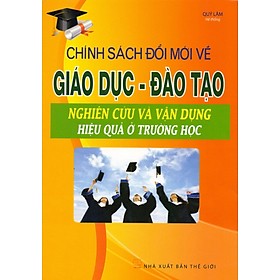 QUÝ LÂM
CHÍNH SÁCH ĐỔI MỚI VỀ
GIÁO DỤC - ĐÀO TẠO
NGHIÊN CỨU VÀ VẬN DỤNG
HIỆU QUẢ Ở TRƯỜNG HỌC
NHÀ XUẤT BẢN THẾ GIỚI